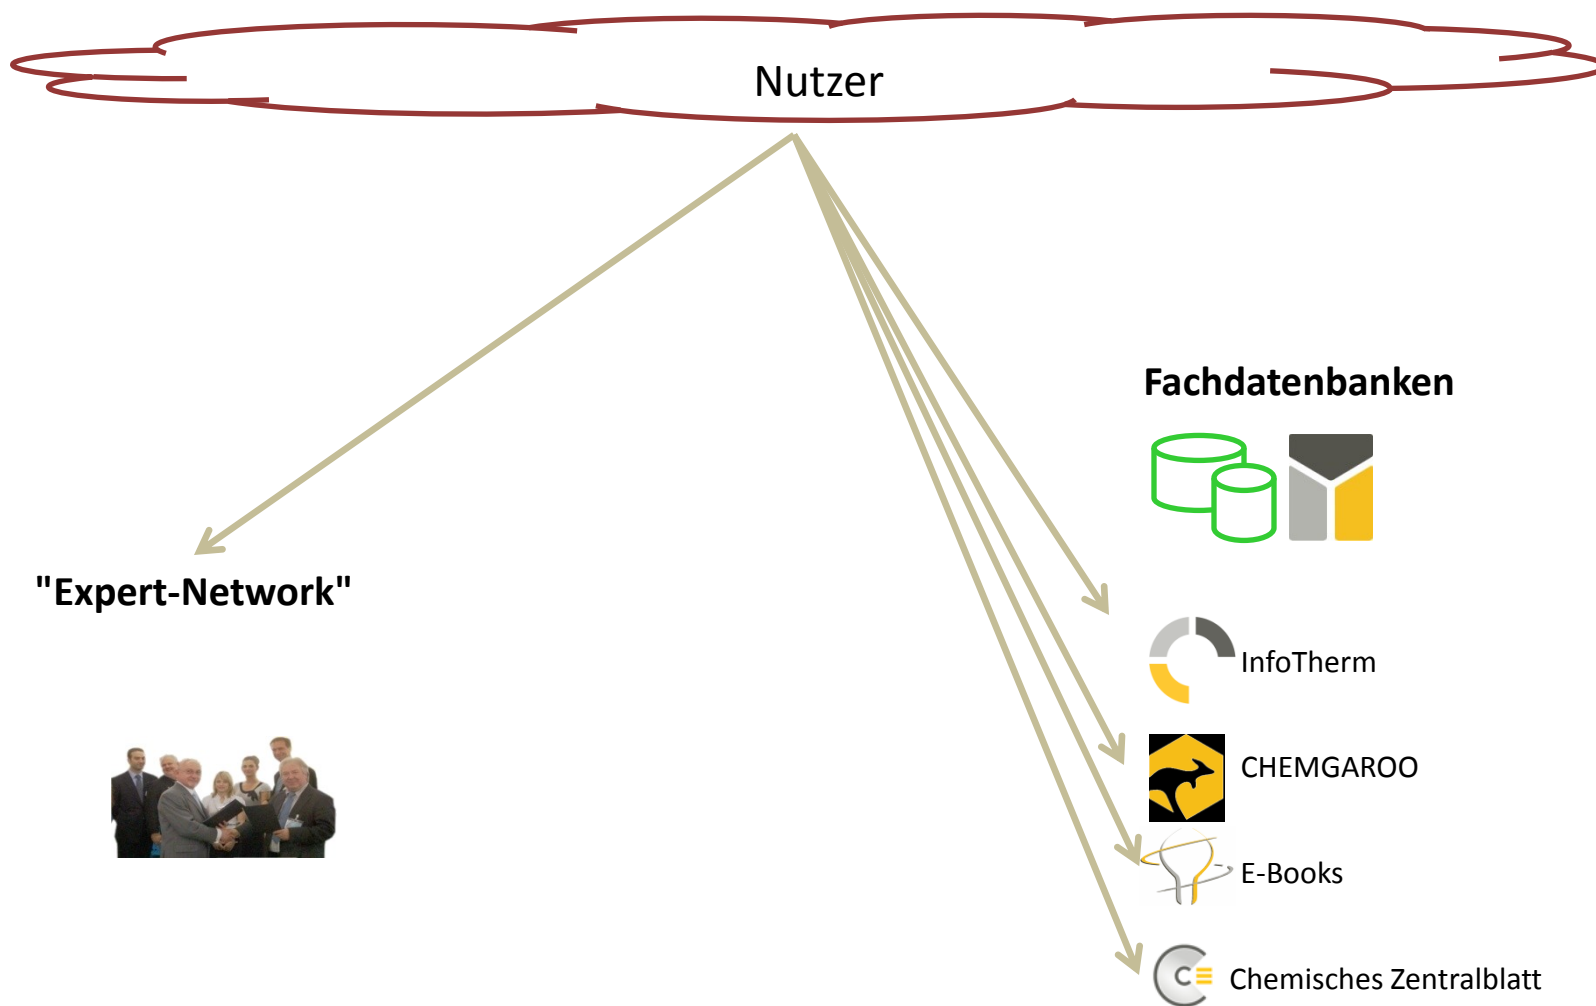 Nutzer
Fachdatenbanken
"Expert-Network"
InfoTherm
CHEMGAROO
E-Books
Chemisches Zentralblatt